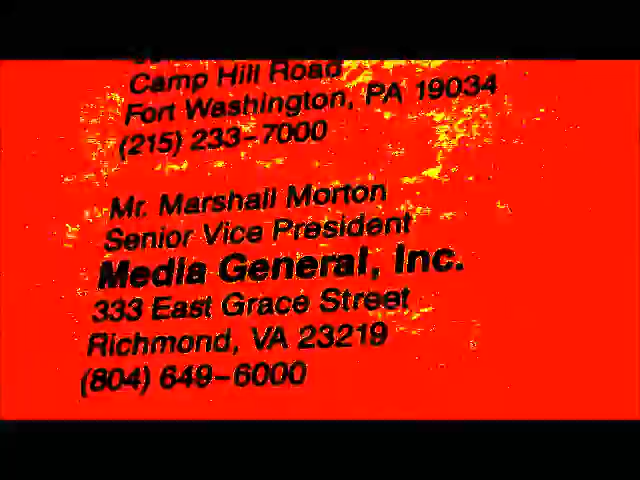 Camp Hill Road
Fort Washington, PA 19034
(215) 233-7000
Mr. Marshall Morton
Senior Vice President
Media General, Inc.
333 East Grace Street
Richmond, VA 23219
(804) 649-6000